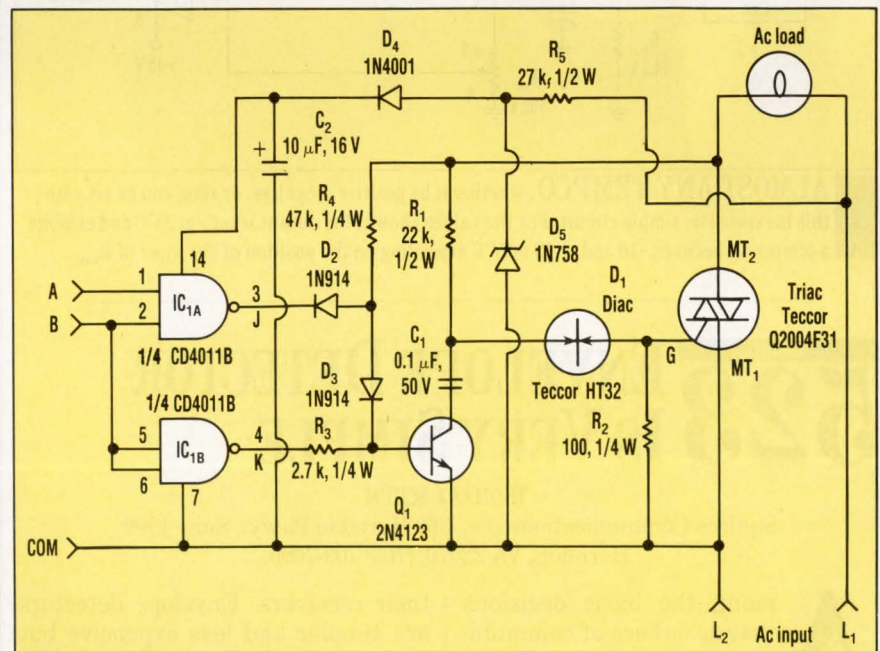 D4
1N4001
R5
27 k, 1/2 W
Ac load
C2
10 μF, 16 V
+
R4
47 k, 1/4 W
R1
22 k,
1/2 W
D2
1N914
D5
1N758
MT2
D1
Diac
Triac
Teccor
Q2004F31
14
A
1
B
2
IC1A
3
J
1/4 CD4011B
C1
0.1 μF,
50 V
G
MT1
D3
1N914
Teccor HT32
1/4 CD4011B
5
6
IC1B
4
K
R3
2.7 k, 1/4 W
R2
100, 1/4 W
7
Q1
2N4123
COM
L2
Ac input
L1